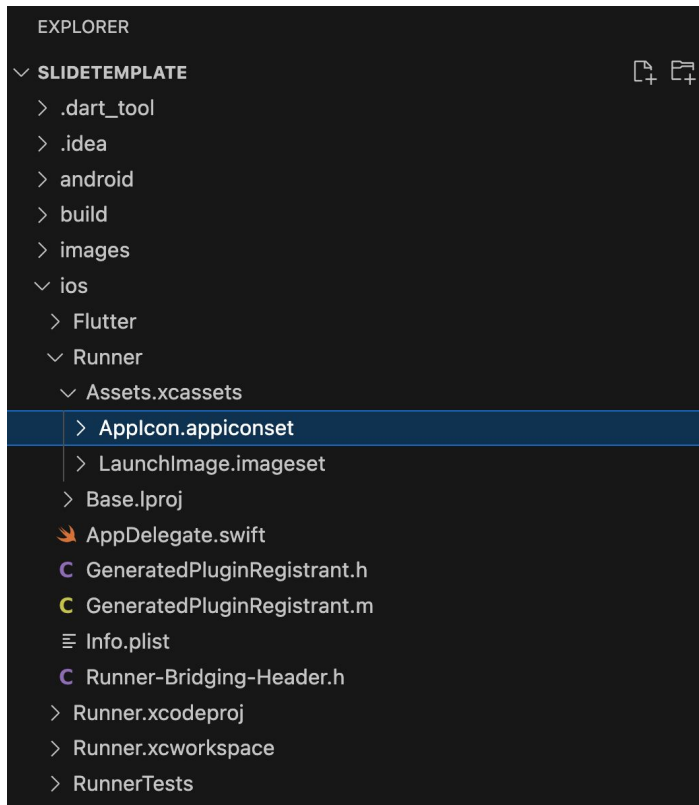 EXPLORER
SLIDETEMPLATE
.dart_tool
.idea
android
build
images
ios
Flutter
Runner
Assets.xcassets
AppIcon.appiconset
LaunchImage.imageset
Base.lproj
AppDelegate.swift
C GeneratedPluginRegistrant.h
C GeneratedPluginRegistrant.m
Info.plist
C Runner-Bridging-Header.h
Runner.xcodeproj
Runner.xcworkspace
RunnerTests